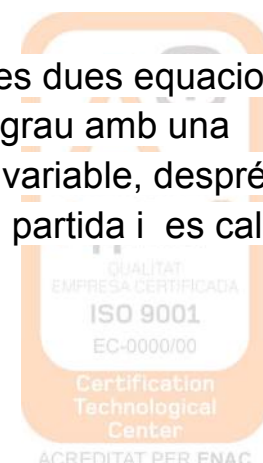 es dues equacio
grau amb una
variable, despré
partida i es cal
QUALITAT
EMPRESA CERTIFICADA
ISO 9001
EC-0000/00
Certification
Technological
Center
ACREDITAT PER ENAC